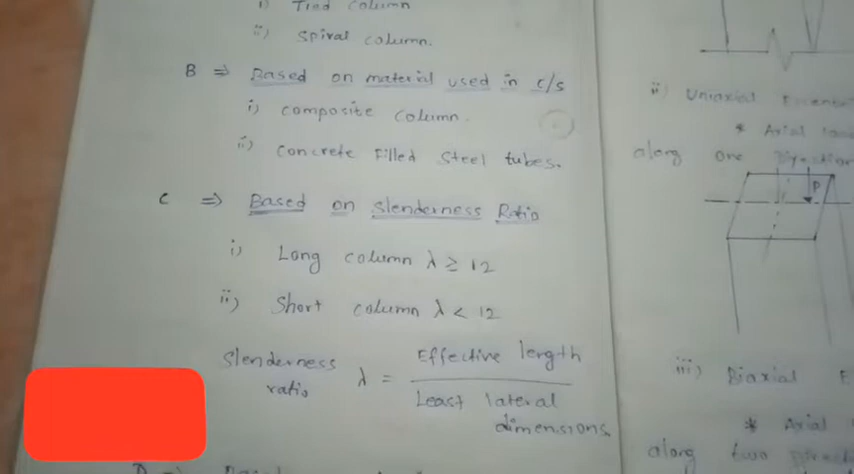 i) Tied column
ii) Spiral column.
B ⇒ Based on material used in c/s
i) composite column.
ii) concrete Filled Steel tubes.
C ⇒ Based on slenderness Ratio
i) Long column λ ≥ 12
ii) Short column λ < 12
Slenderness ratio λ = Effective length
Least lateral
dimensions.
ii) Uniaxial
* Axial
along one
P
iii) Biaxial E
* Axial
along two